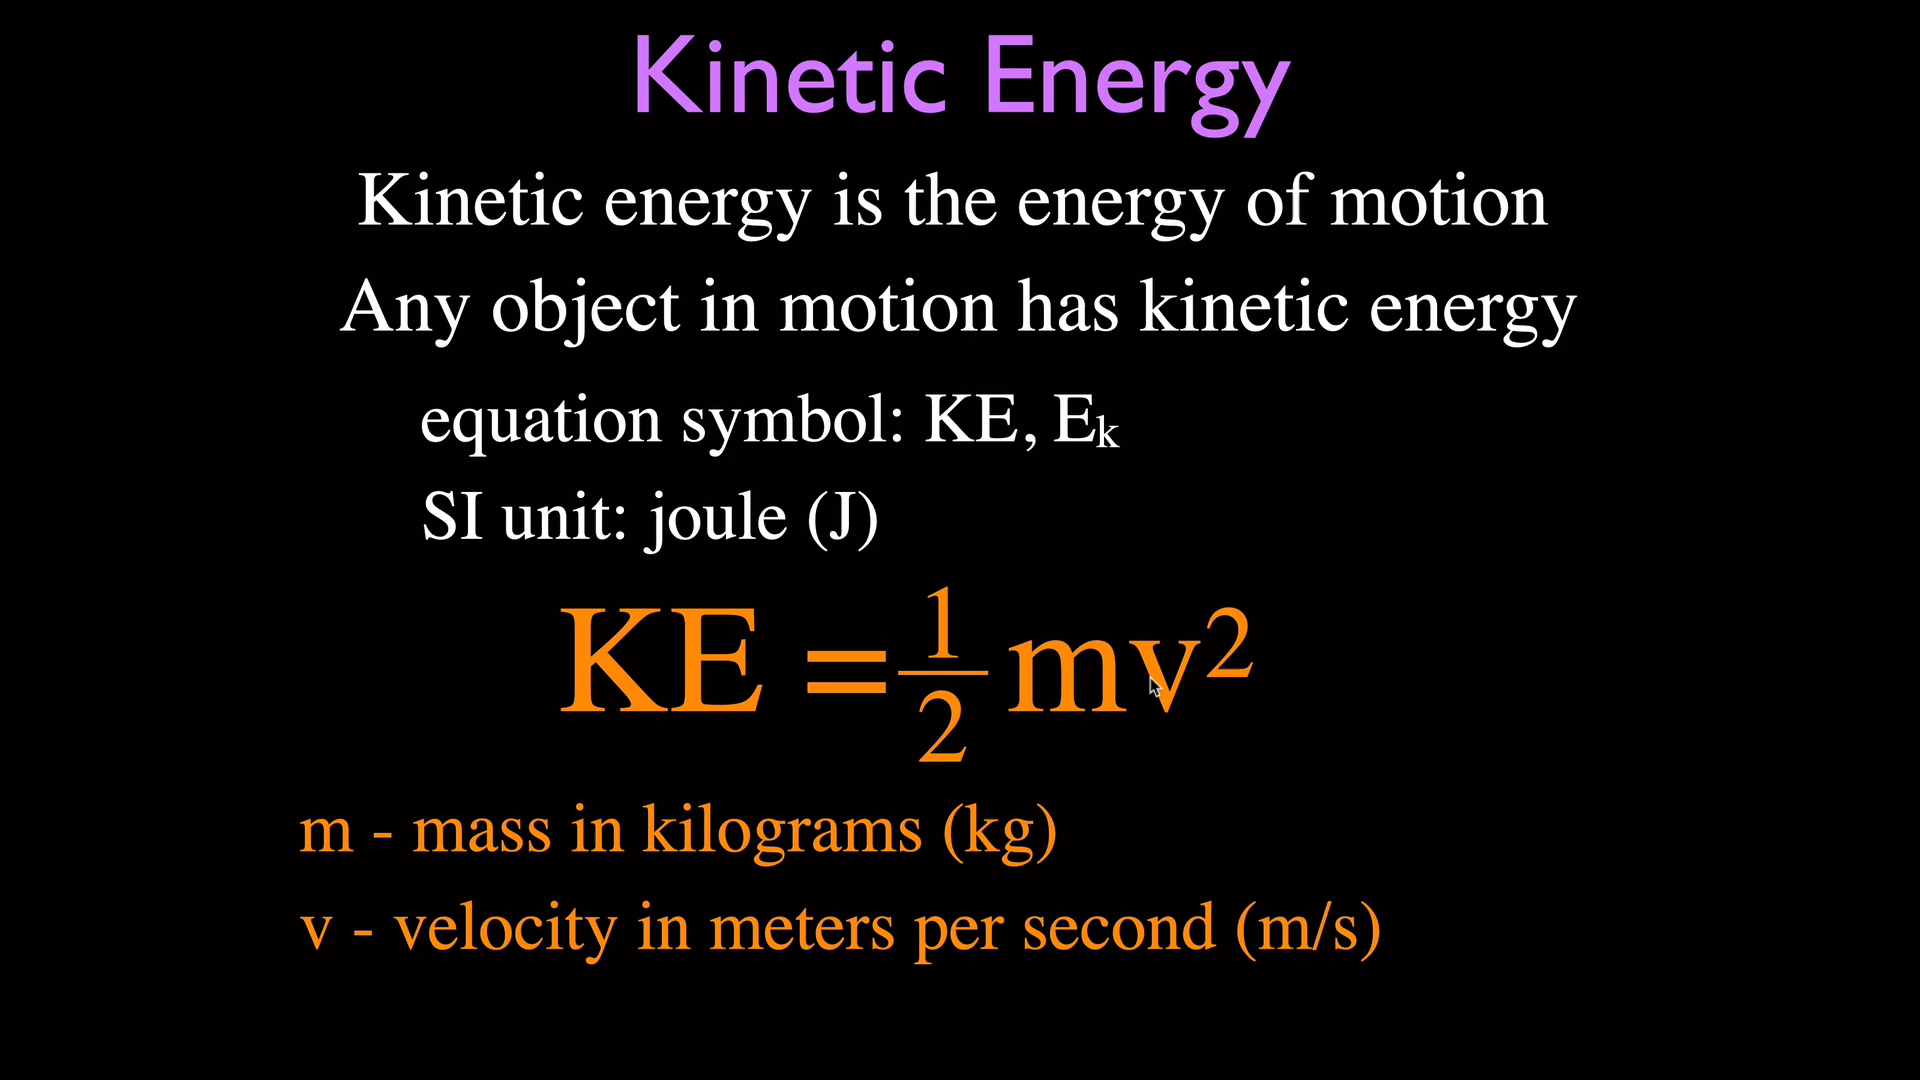 Kinetic Energy
Kinetic energy is the energy of motion
Any object in motion has kinetic energy
equation symbol: KE, Eₖ
SI unit: joule (J)
KE = 1/2 mv²
m - mass in kilograms (kg)
v - velocity in meters per second (m/s)